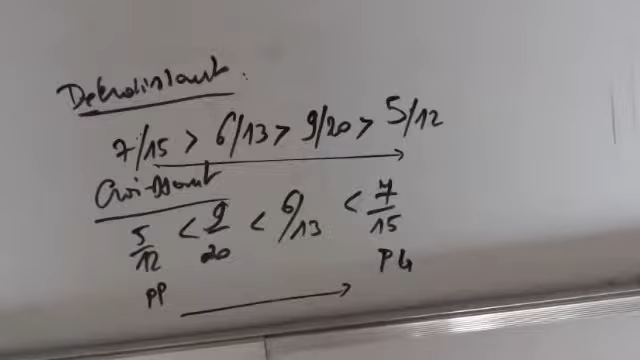 Décroissant.
7/15 > 6/13 > 9/20 > 5/12
Croissant
5/12 < 9/20 < 6/13 < 7/15
PP PG